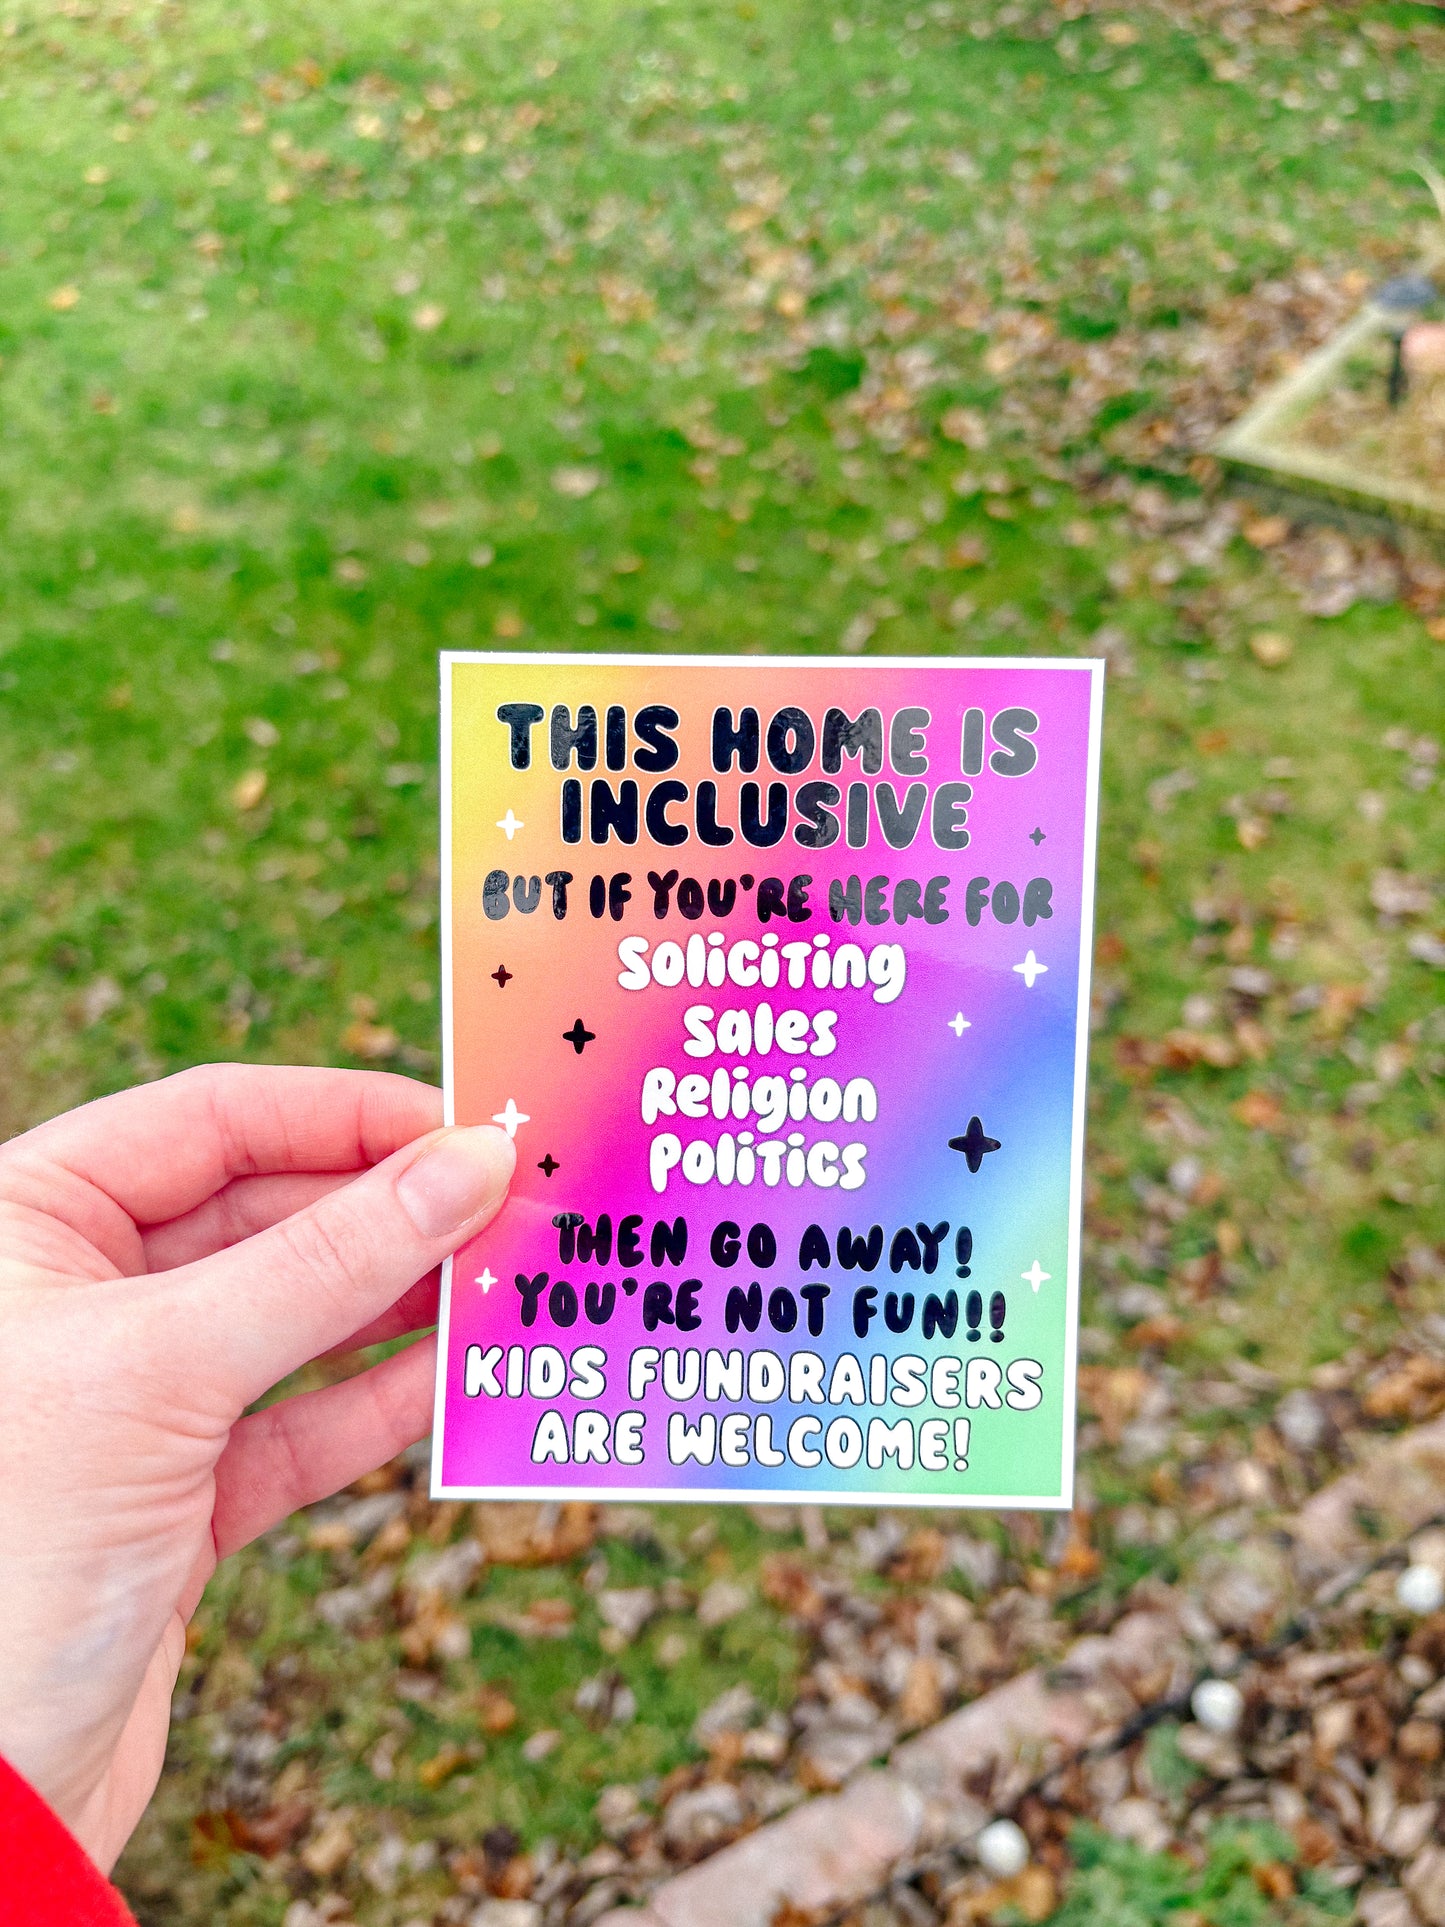 THIS HOME IS
INCLUSIVE
BUT IF YOU'RE HERE FOR
Soliciting
Sales
Religion
Politics
THEN GO AWAY!
YOU'RE NOT FUN!!
KIDS FUNDRAISERS
ARE WELCOME!